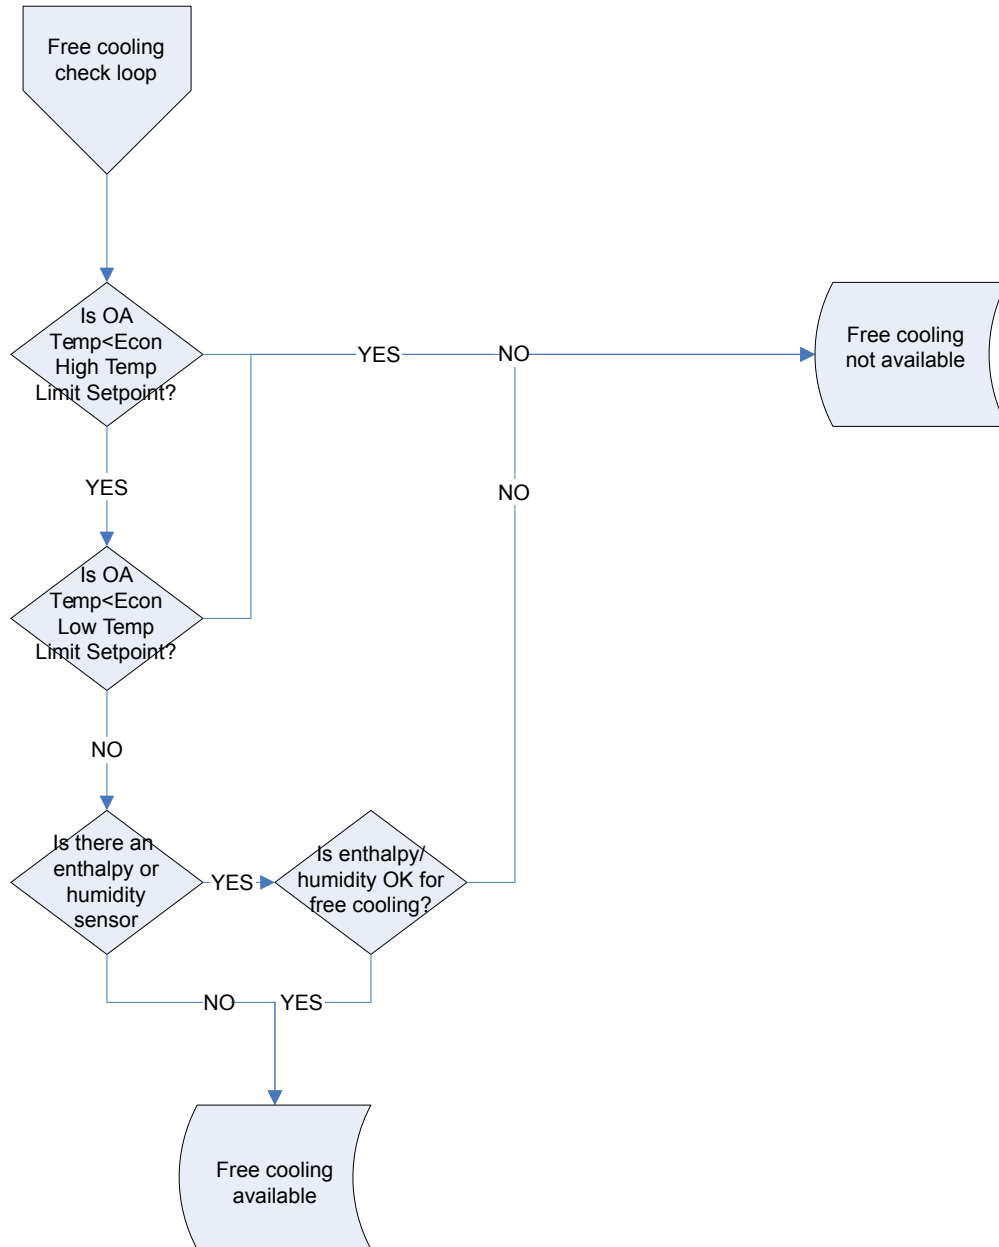 Free cooling
check loop
Is OA
Temp<Econ
High Temp
Limit Setpoint?
YES
NO
Free cooling
not available
YES
NO
Is OA
Temp<Econ
Low Temp
Limit Setpoint?
NO
Is there an
enthalpy or
humidity
sensor
YES
Is enthalpy/
humidity OK for
free cooling?
NO
YES
Free cooling
available